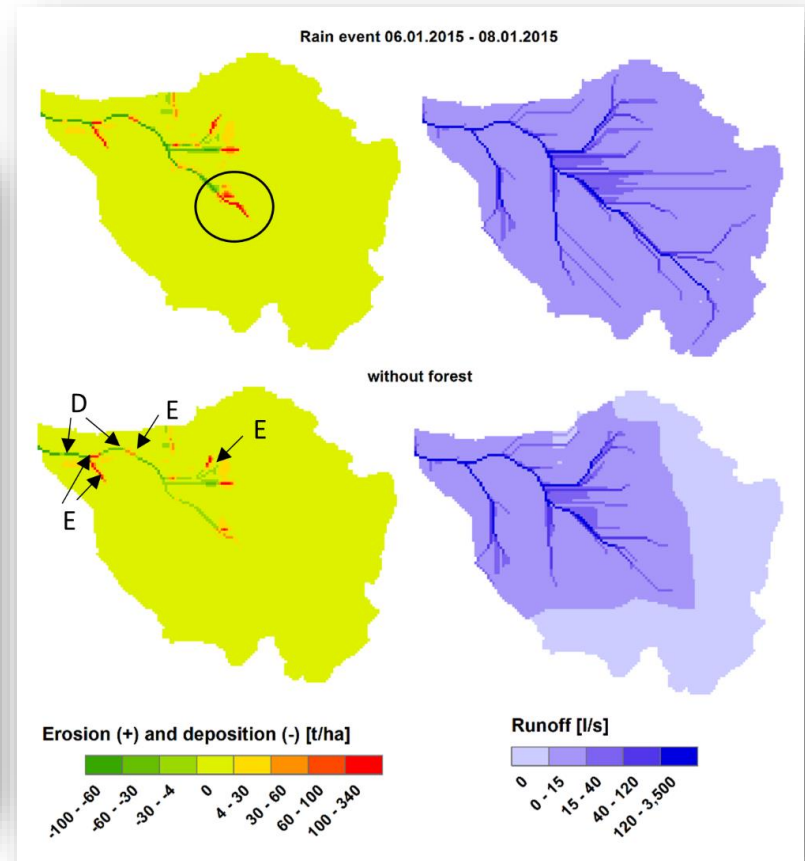 Rain event 06.01.2015 - 08.01.2015
without forest
D
E
E
E
Erosion (+) and deposition (-) [t/ha]
-100 - -60
-60 - -30
-30 - -4
0
4 - 30
30 - 60
60 - 100
100 - 340
Runoff [l/s]
0
0 - 15
15 - 40
40 - 120
120 - 3,500